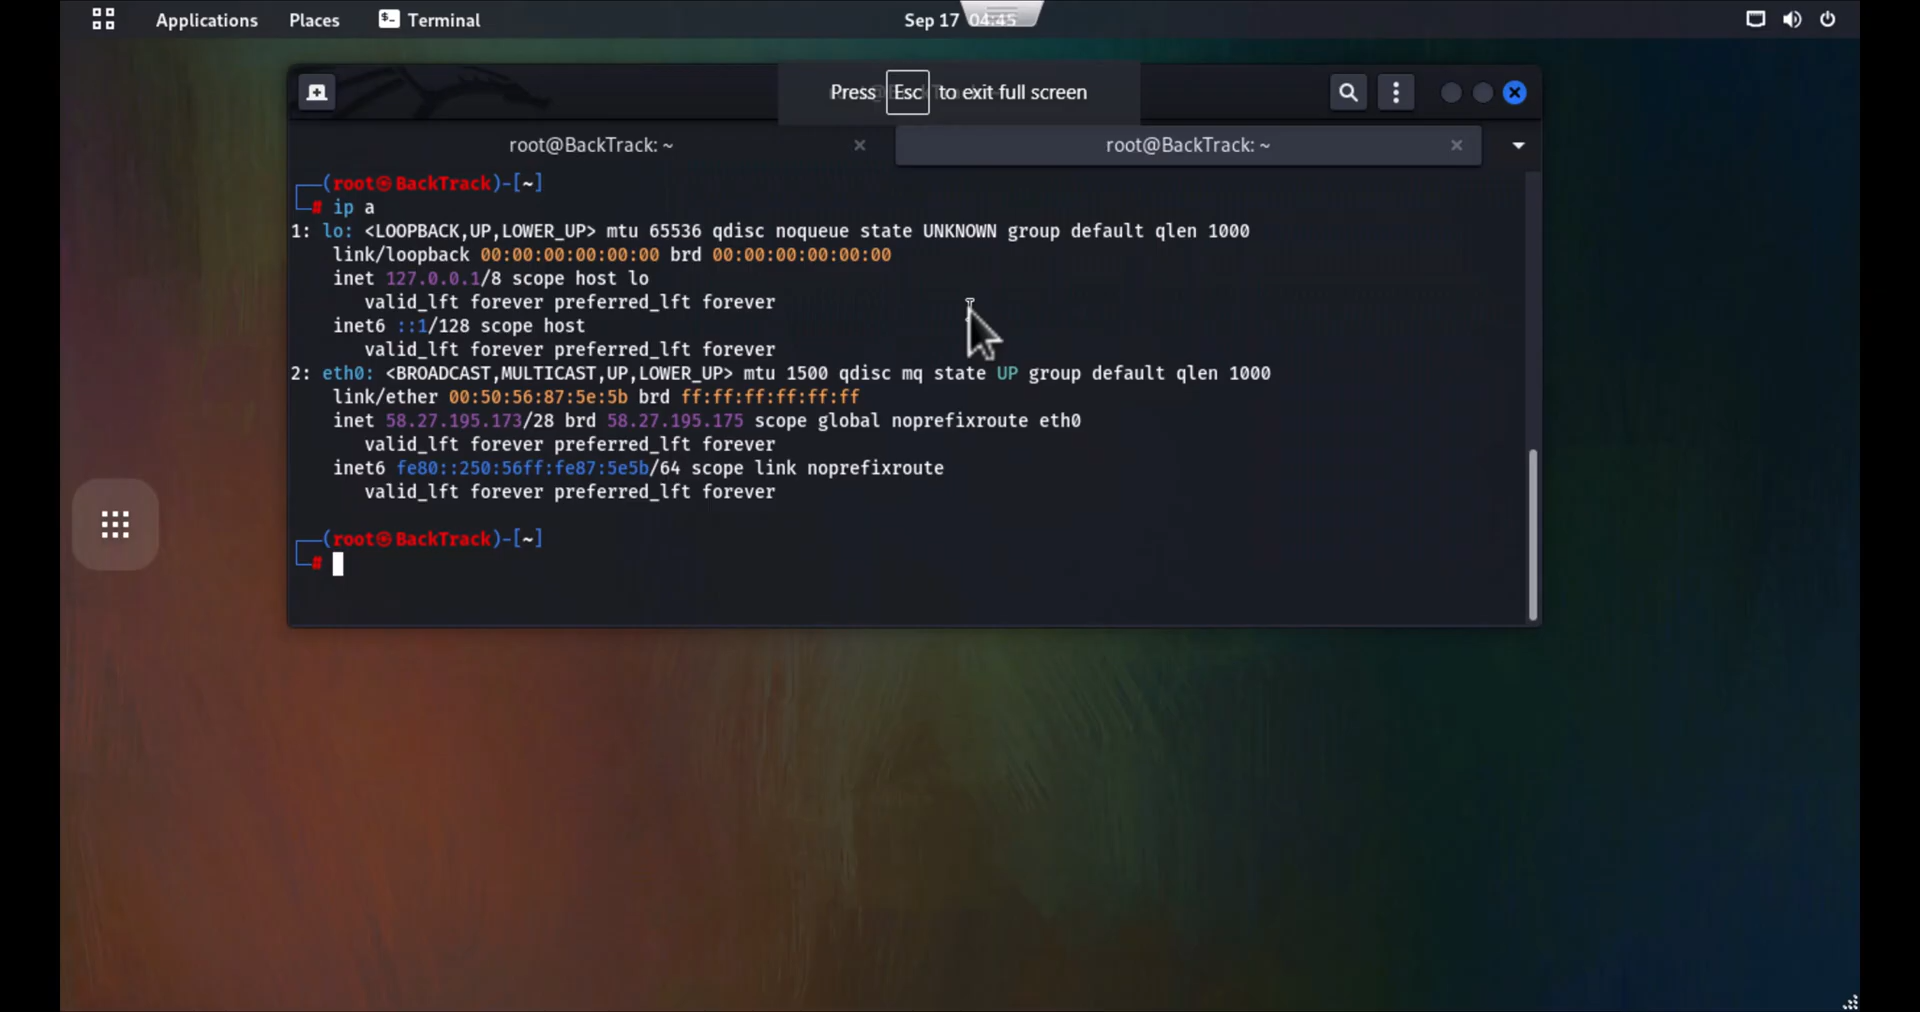 Applications Places Terminal Sep 17 04:45
Press Esc to exit full screen
root@BackTrack: ~ × root@BackTrack: ~ ×
┌──(root㉿BackTrack)-[~]
└─# ip a
1: lo: <LOOPBACK,UP,LOWER_UP> mtu 65536 qdisc noqueue state UNKNOWN group default qlen 1000
link/loopback 00:00:00:00:00:00 brd 00:00:00:00:00:00
inet 127.0.0.1/8 scope host lo
valid_lft forever preferred_lft forever
inet6 ::1/128 scope host
valid_lft forever preferred_lft forever
2: eth0: <BROADCAST,MULTICAST,UP,LOWER_UP> mtu 1500 qdisc mq state UP group default qlen 1000
link/ether 00:50:56:87:5e:5b brd ff:ff:ff:ff:ff:ff
inet 58.27.195.173/28 brd 58.27.195.175 scope global noprefixroute eth0
valid_lft forever preferred_lft forever
inet6 fe80::250:56ff:fe87:5e5b/64 scope link noprefixroute
valid_lft forever preferred_lft forever
┌──(root㉿BackTrack)-[~]
└─#